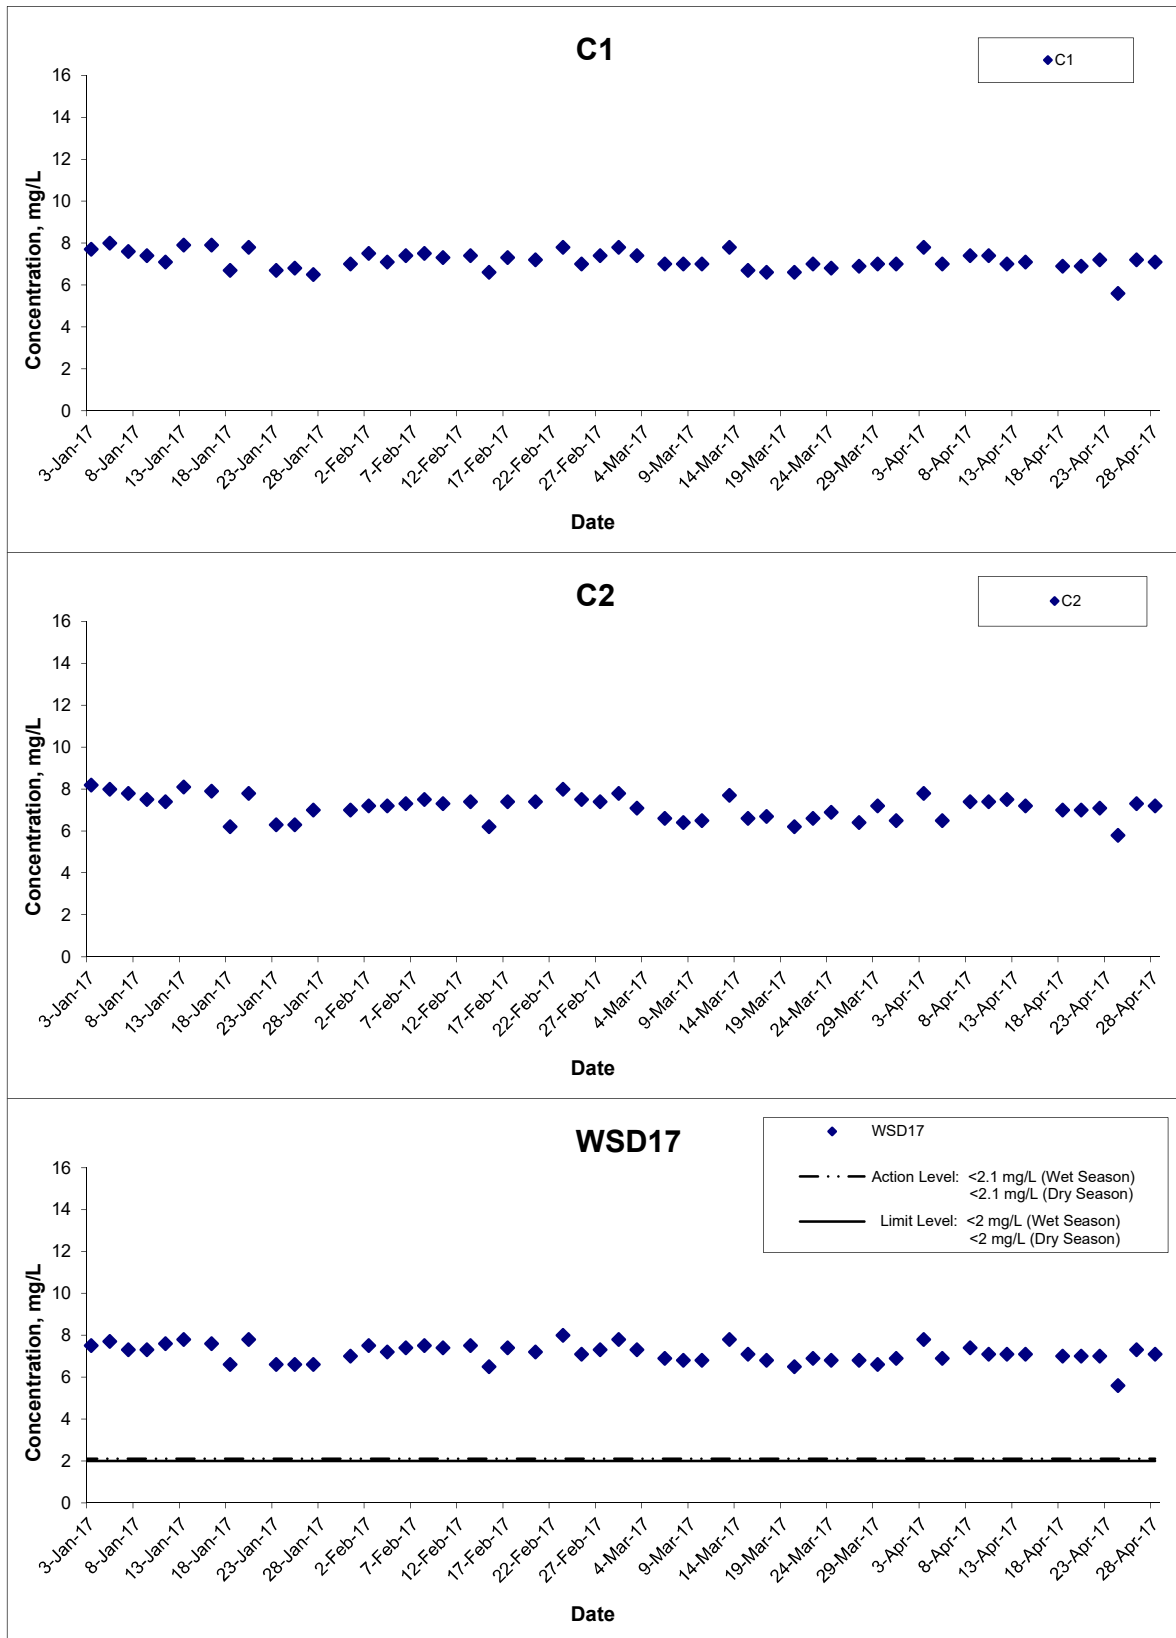 C1
C1
16
14
12
10
8
6
4
2
0
Concentration, mg/L
3-Jan-17
8-Jan-17
13-Jan-17
18-Jan-17
23-Jan-17
28-Jan-17
2-Feb-17
7-Feb-17
12-Feb-17
17-Feb-17
22-Feb-17
27-Feb-17
4-Mar-17
9-Mar-17
14-Mar-17
19-Mar-17
24-Mar-17
29-Mar-17
3-Apr-17
8-Apr-17
13-Apr-17
18-Apr-17
23-Apr-17
28-Apr-17
Date
C2
C2
16
14
12
10
8
6
4
2
0
Concentration, mg/L
3-Jan-17
8-Jan-17
13-Jan-17
18-Jan-17
23-Jan-17
28-Jan-17
2-Feb-17
7-Feb-17
12-Feb-17
17-Feb-17
22-Feb-17
27-Feb-17
4-Mar-17
9-Mar-17
14-Mar-17
19-Mar-17
24-Mar-17
29-Mar-17
3-Apr-17
8-Apr-17
13-Apr-17
18-Apr-17
23-Apr-17
28-Apr-17
Date
WSD17
WSD17
Action Level: <2.1 mg/L (Wet Season)
<2.1 mg/L (Dry Season)
Limit Level: <2 mg/L (Wet Season)
<2 mg/L (Dry Season)
16
14
12
10
8
6
4
2
0
Concentration, mg/L
3-Jan-17
8-Jan-17
13-Jan-17
18-Jan-17
23-Jan-17
28-Jan-17
2-Feb-17
7-Feb-17
12-Feb-17
17-Feb-17
22-Feb-17
27-Feb-17
4-Mar-17
9-Mar-17
14-Mar-17
19-Mar-17
24-Mar-17
29-Mar-17
3-Apr-17
8-Apr-17
13-Apr-17
18-Apr-17
23-Apr-17
28-Apr-17
Date